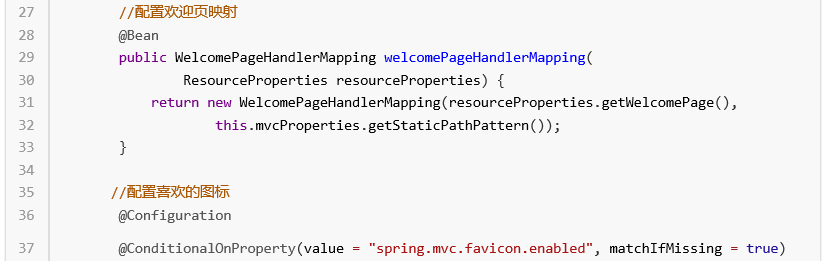 27 //配置欢迎页映射
28 @Bean
29 public WelcomePageHandlerMapping welcomePageHandlerMapping(
30 ResourceProperties resourceProperties) {
31 return new WelcomePageHandlerMapping(resourceProperties.getWelcomePage(),
32 this.mvcProperties.getStaticPathPattern());
33 }
34
35 //配置喜欢的图标
36 @Configuration
37 @ConditionalOnProperty(value = "spring.mvc.favicon.enabled", matchIfMissing = true)